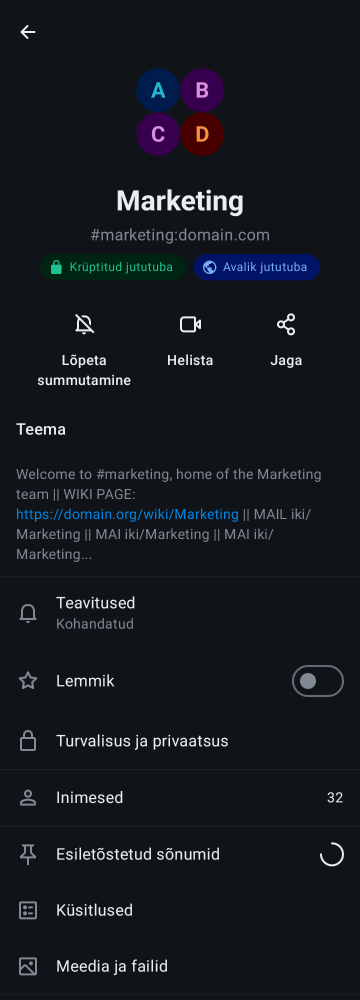 A B
C D
Marketing
#marketing:domain.com
Krüptitud jututuba Avalik jututuba
Lõpeta
summutamine
Helista
Jaga
Teema
Welcome to #marketing, home of the Marketing
team || WIKI PAGE:
https://domain.org/wiki/Marketing || MAIL iki/
Marketing || MAI iki/Marketing || MAI iki/
Marketing...
Teavitused
Kohandatud
Lemmik
Turvalisus ja privaatsus
Inimesed 32
Esiletõstetud sõnumid
Küsitlused
Meedia ja failid